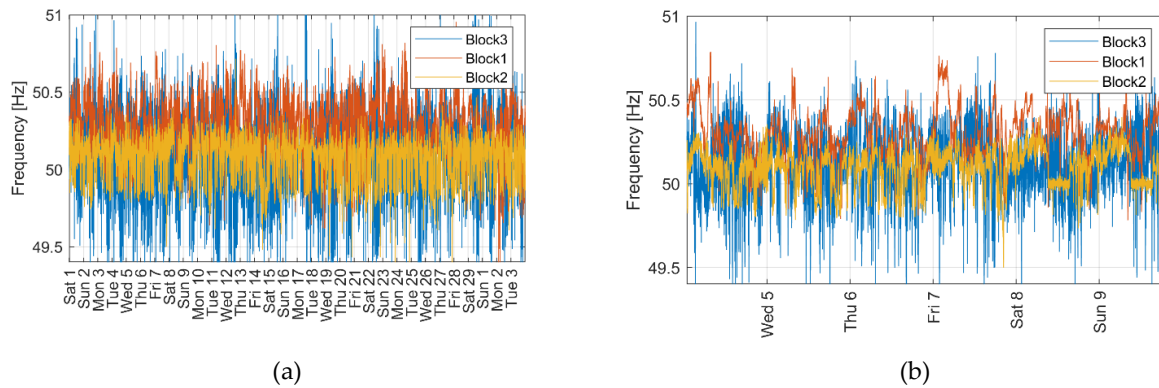 51
50.5
50
49.5
Frequency [Hz]
Block3
Block1
Block2
Sat 1
Sun 2
Mon 3
Tue 4
Wed 5
Thu 6
Fri 7
Sat 8
Sun 9
Mon 10
Tue 11
Wed 12
Thu 13
Fri 14
Sat 15
Sun 16
Mon 17
Tue 18
Wed 19
Thu 20
Fri 21
Sat 22
Sun 23
Mon 24
Tue 25
Wed 26
Thu 27
Fri 28
Sat 29
Sun 1
Mon 2
Tue 3
(a)
51
50.5
50
49.5
Frequency [Hz]
Block3
Block1
Block2
Wed 5
Thu 6
Fri 7
Sat 8
Sun 9
(b)